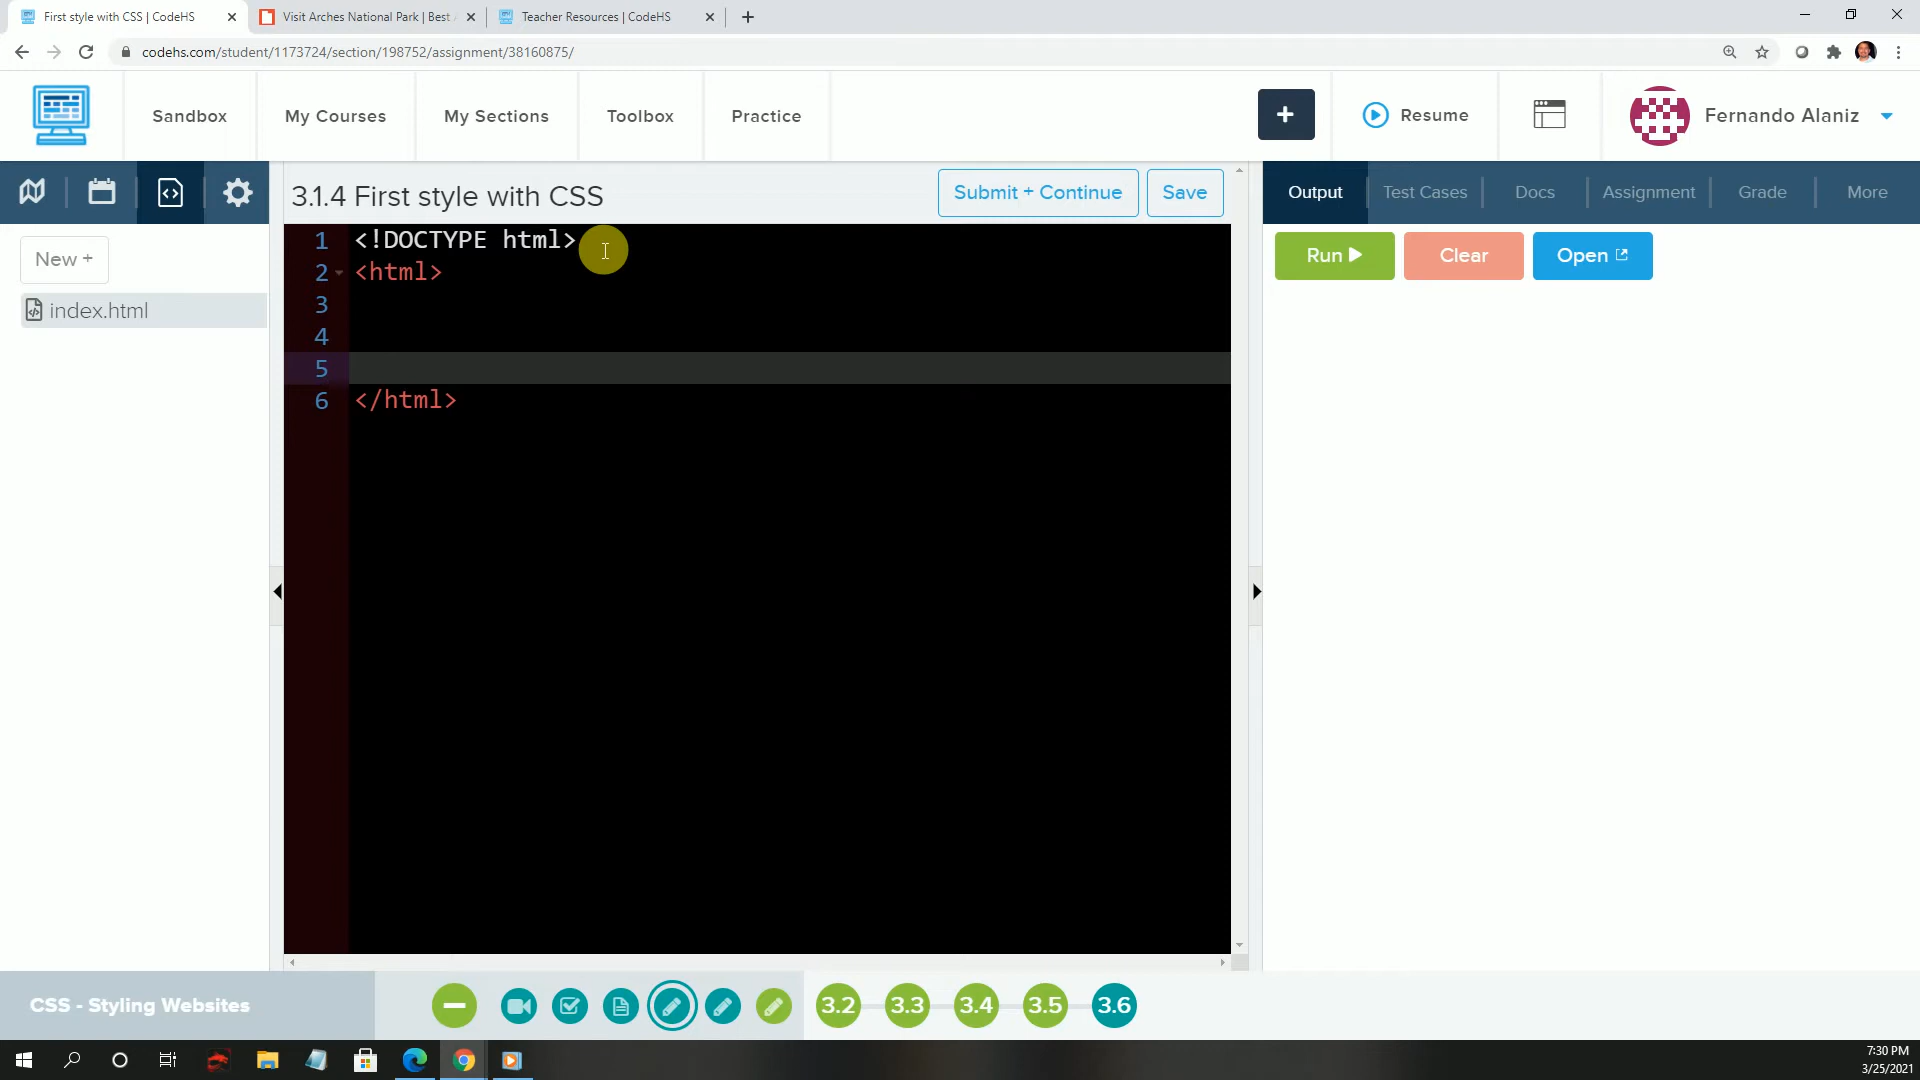 First style with CSS | CodeHS
Visit Arches National Park | Best
Teacher Resources | CodeHS
codehs.com/student/1173724/section/198752/assignment/38160875/
Sandbox
My Courses
My Sections
Toolbox
Practice
+
Resume
Fernando Alaniz
3.1.4 First style with CSS
Submit + Continue
Save
Output
Test Cases
Docs
Assignment
Grade
More
New +
index.html
1 <!DOCTYPE html>
2 <html>
3
4
5
6 </html>
Run
Clear
Open
CSS - Styling Websites
3.2
3.3
3.4
3.5
3.6
7:30 PM
3/25/2021